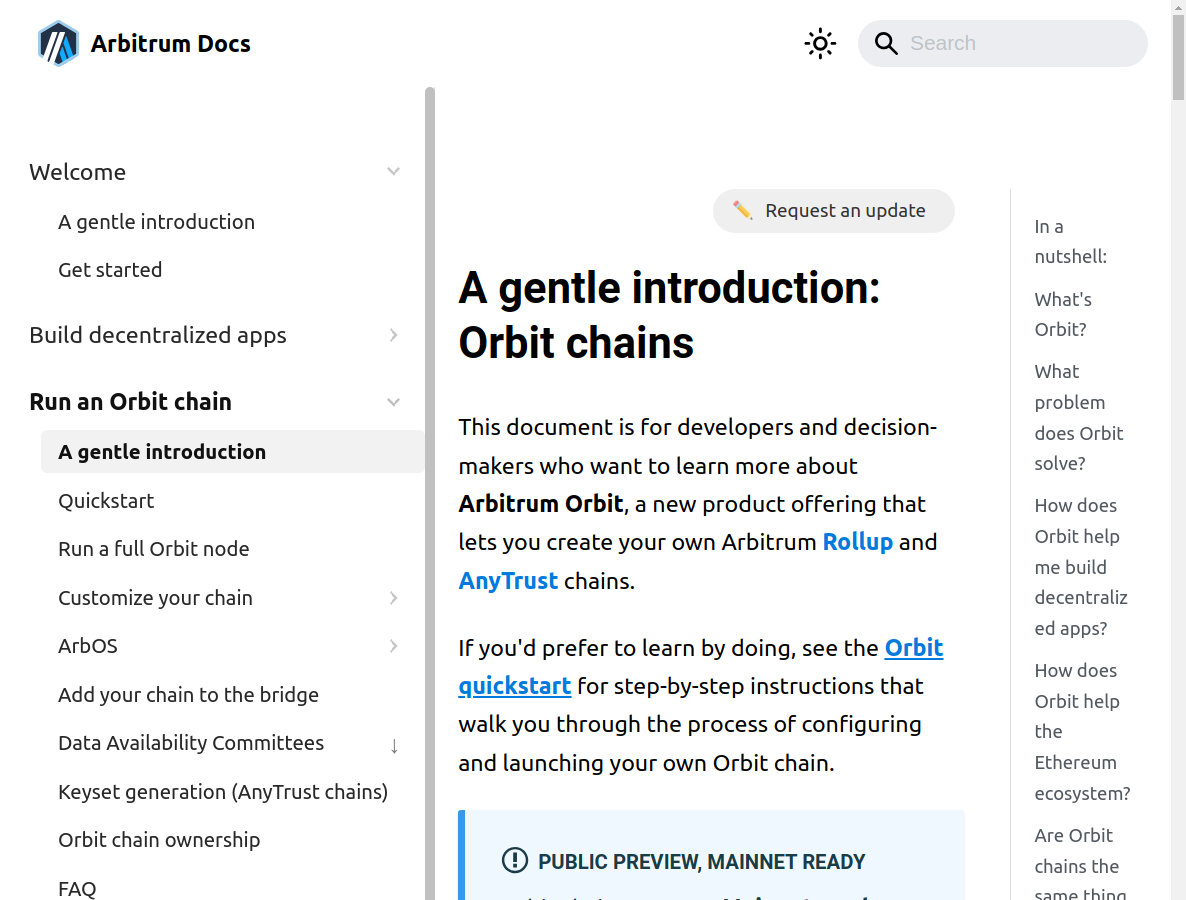 Arbitrum Docs
Search
Welcome
A gentle introduction
Get started
Build decentralized apps
Run an Orbit chain
A gentle introduction
Quickstart
Run a full Orbit node
Customize your chain
ArbOS
Add your chain to the bridge
Data Availability Committees ↓
Keyset generation (AnyTrust chains)
Orbit chain ownership
FAQ
Request an update
A gentle introduction:
Orbit chains
This document is for developers and decision-
makers who want to learn more about
Arbitrum Orbit, a new product offering that
lets you create your own Arbitrum Rollup and
AnyTrust chains.
If you'd prefer to learn by doing, see the Orbit
quickstart for step-by-step instructions that
walk you through the process of configuring
and launching your own Orbit chain.
PUBLIC PREVIEW, MAINNET READY
In a
nutshell:
What's
Orbit?
What
problem
does Orbit
solve?
How does
Orbit help
me build
decentraliz
ed apps?
How does
Orbit help
the
Ethereum
ecosystem?
Are Orbit
chains the
same thing